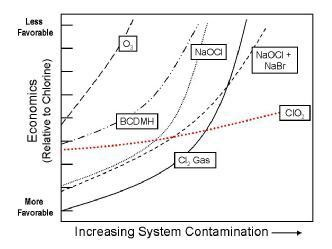 Less
Favorable
O₃
NaOCl
NaOCl +
NaBr
Economics
(Relative to Chlorine)
BCDMH
ClO₂
Cl₂ Gas
More
Favorable
Increasing System Contamination